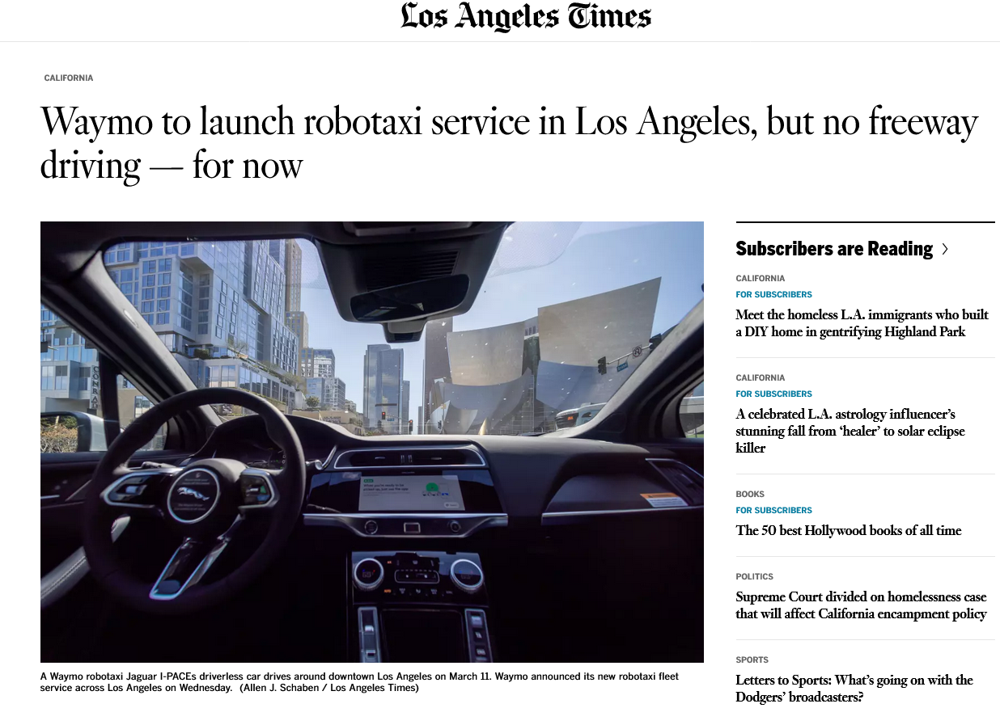 Los Angeles Times
CALIFORNIA
Waymo to launch robotaxi service in Los Angeles, but no freeway
driving — for now
CONRAD
A Waymo robotaxi Jaguar I-PACEs driverless car drives around downtown Los Angeles on March 11. Waymo announced its new robotaxi fleet
service across Los Angeles on Wednesday. (Allen J. Schaben / Los Angeles Times)
Subscribers are Reading
CALIFORNIA
FOR SUBSCRIBERS
Meet the homeless L.A. immigrants who built
a DIY home in gentrifying Highland Park
CALIFORNIA
FOR SUBSCRIBERS
A celebrated L.A. astrology influencer’s
stunning fall from ‘healer’ to solar eclipse
killer
BOOKS
FOR SUBSCRIBERS
The 50 best Hollywood books of all time
POLITICS
Supreme Court divided on homelessness case
that will affect California encampment policy
SPORTS
Letters to Sports: What’s going on with the
Dodgers’ broadcasters?